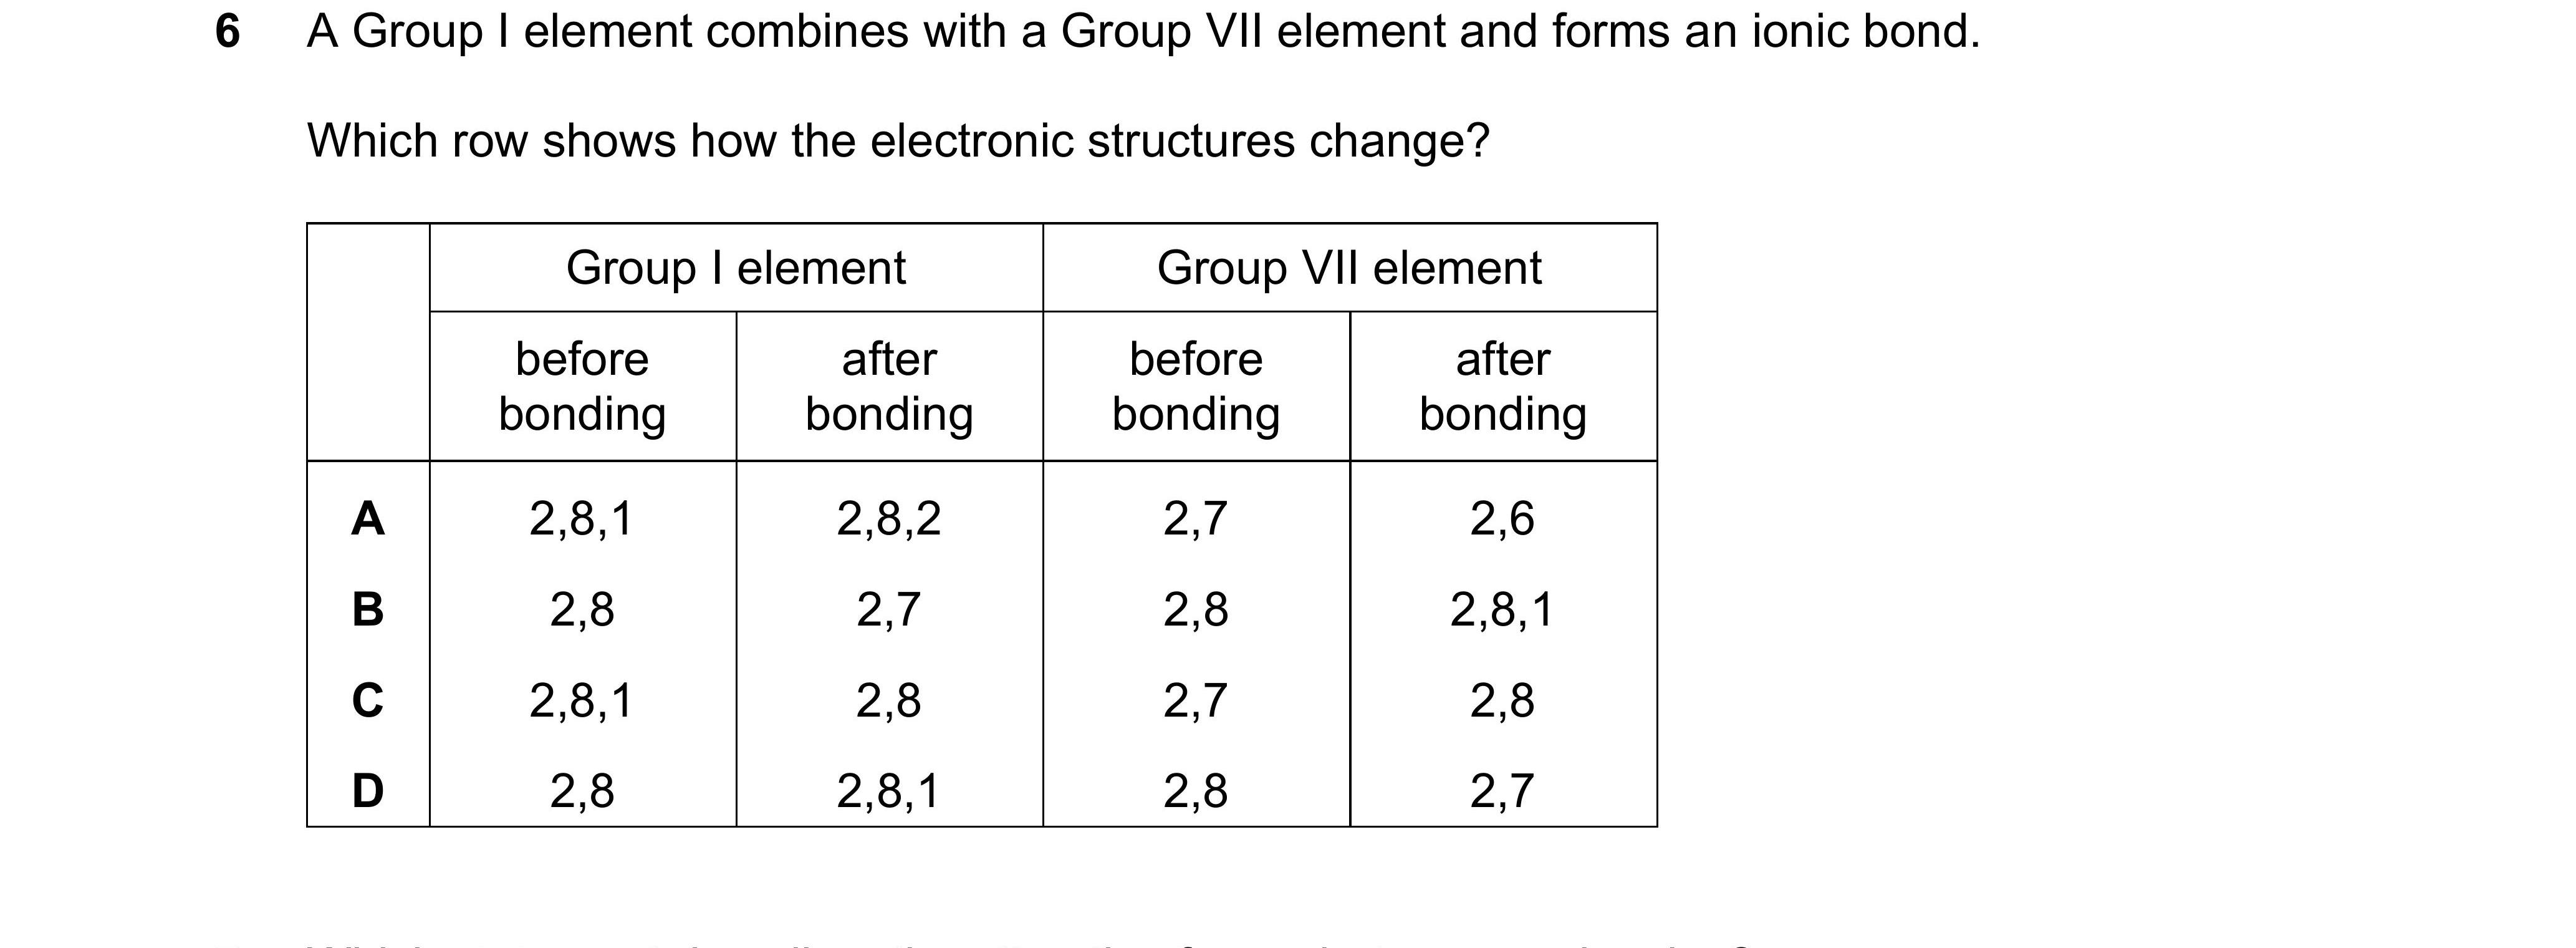 6 A Group I element combines with a Group VII element and forms an ionic bond.
Which row shows how the electronic structures change?
Group I element Group VII element
before bonding after bonding before bonding after bonding
A 2,8,1 2,8,2 2,7 2,6
B 2,8 2,7 2,8 2,8,1
C 2,8,1 2,8 2,7 2,8
D 2,8 2,8,1 2,8 2,7